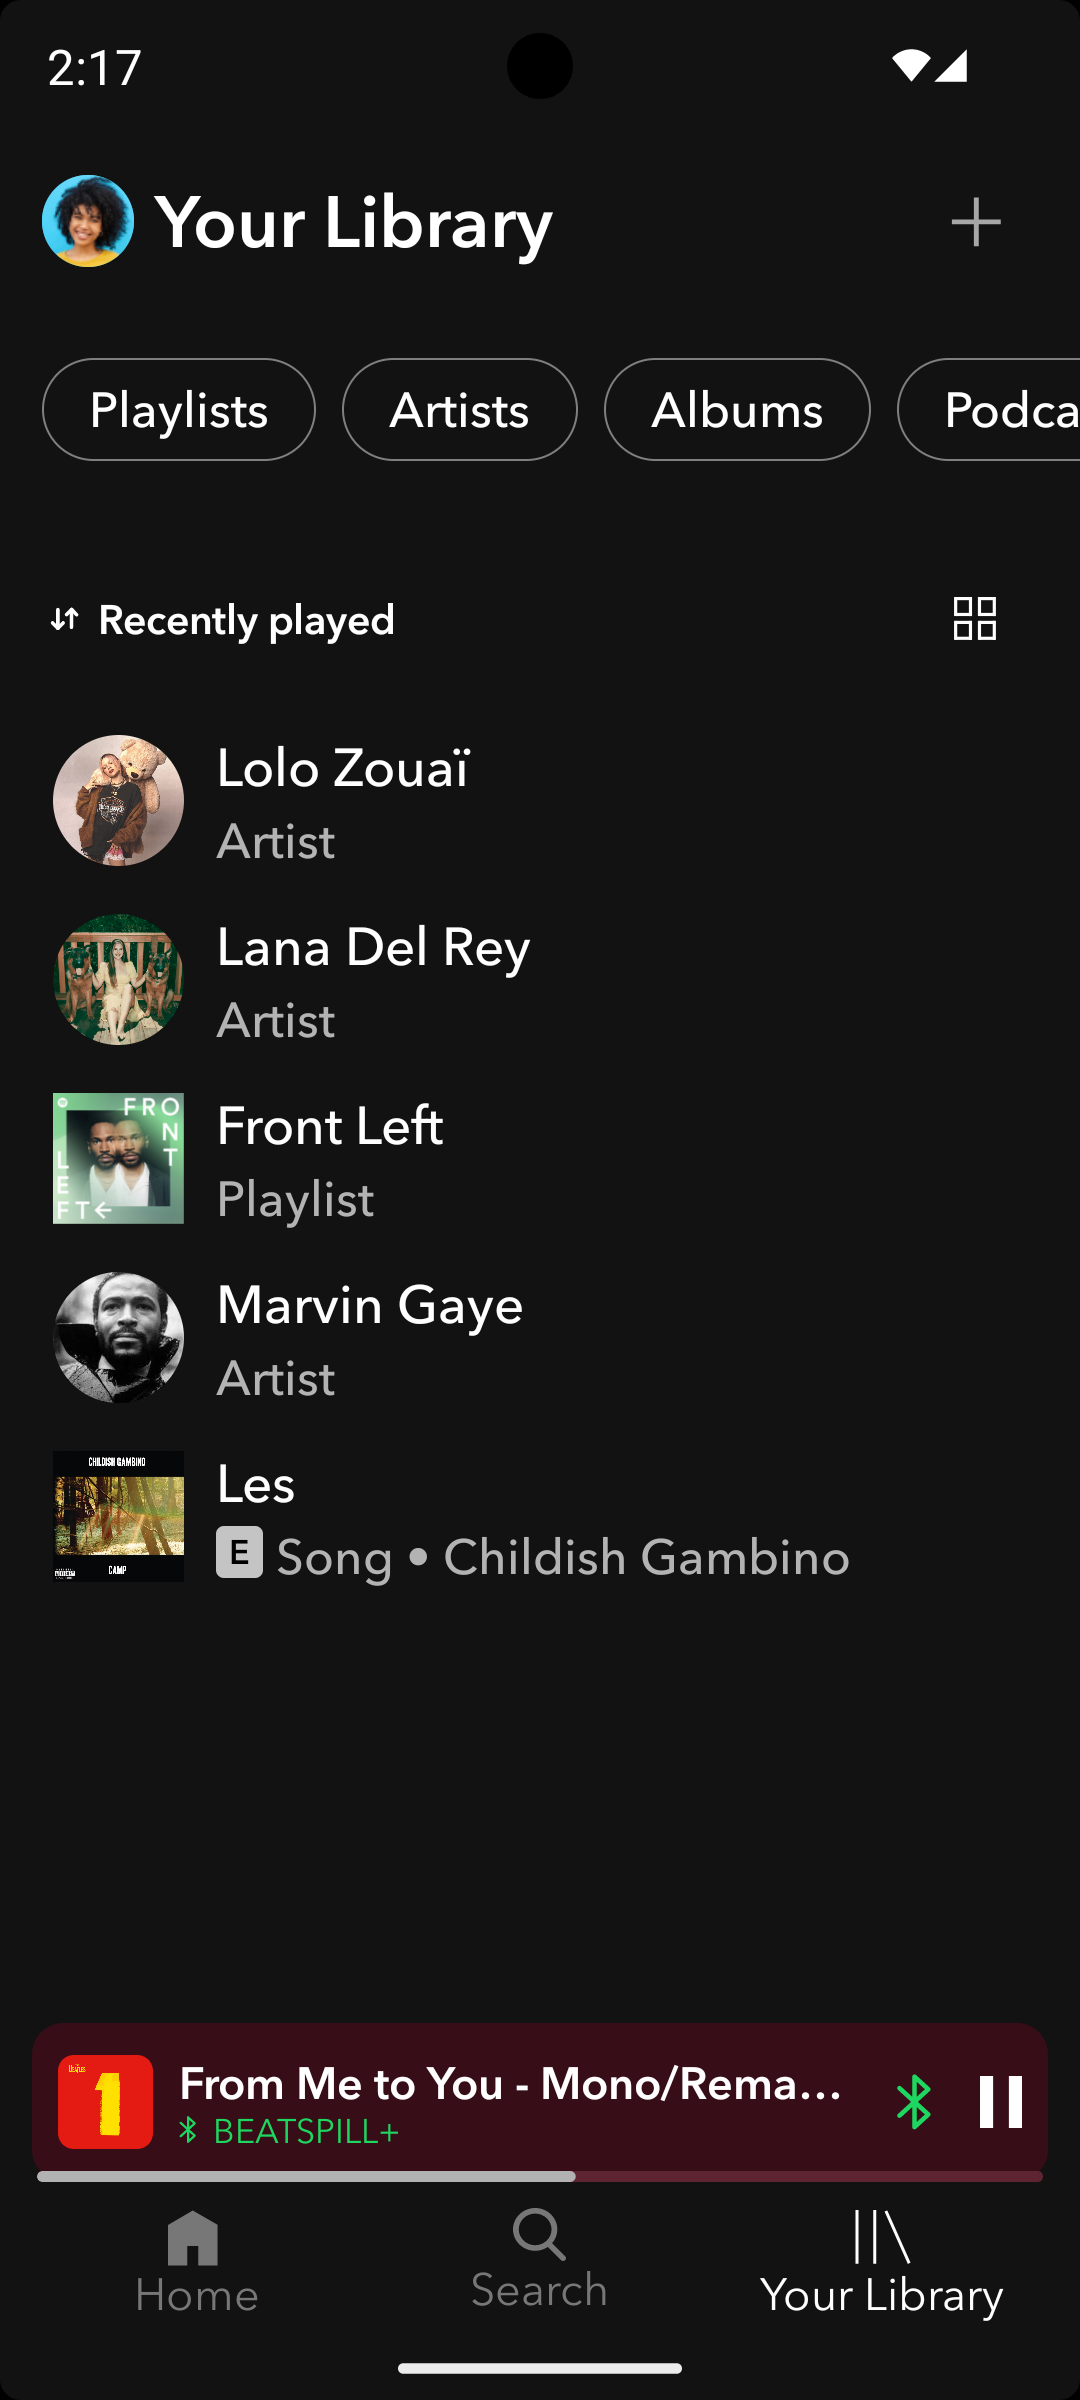 2:17
Your Library
Playlists
Artists
Albums
Podca
Recently played
Lolo Zouaï
Artist
Lana Del Rey
Artist
FRONT
LEFT
Front Left
Playlist
Marvin Gaye
Artist
CHILDISH GAMBINO
CAMP
Les
E Song • Childish Gambino
1
From Me to You - Mono/Rema...
BEATSPILL+
Home
Search
Your Library